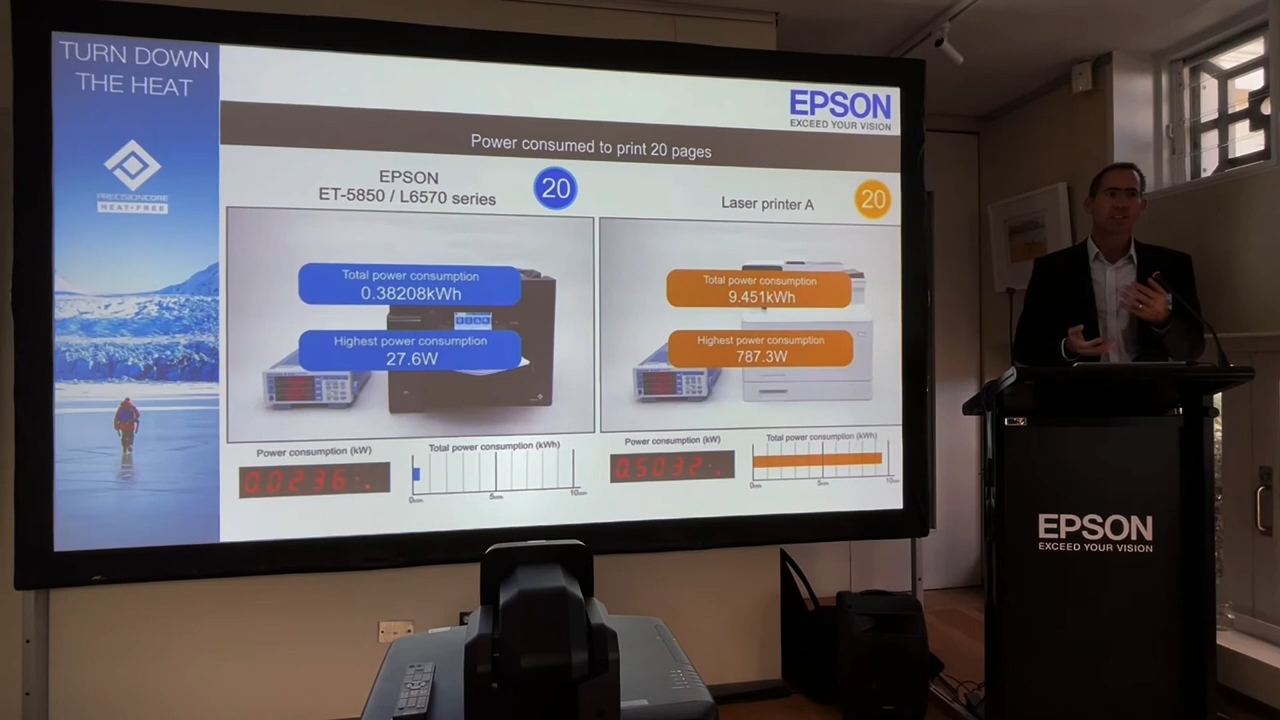 TURN DOWN
THE HEAT
PRECISIONCORE
HEAT-FREE
EPSON
EXCEED YOUR VISION
Power consumed to print 20 pages
EPSON
ET-5850 / L6570 series
20
Laser printer A
20
Total power consumption
0.38208kWh
Highest power consumption
27.6W
Total power consumption
9.451kWh
Highest power consumption
787.3W
Power consumption (kW)
00236
Total power consumption (kWh)
Power consumption (kW)
0.5032
Total power consumption (kWh)
EPSON
EXCEED YOUR VISION